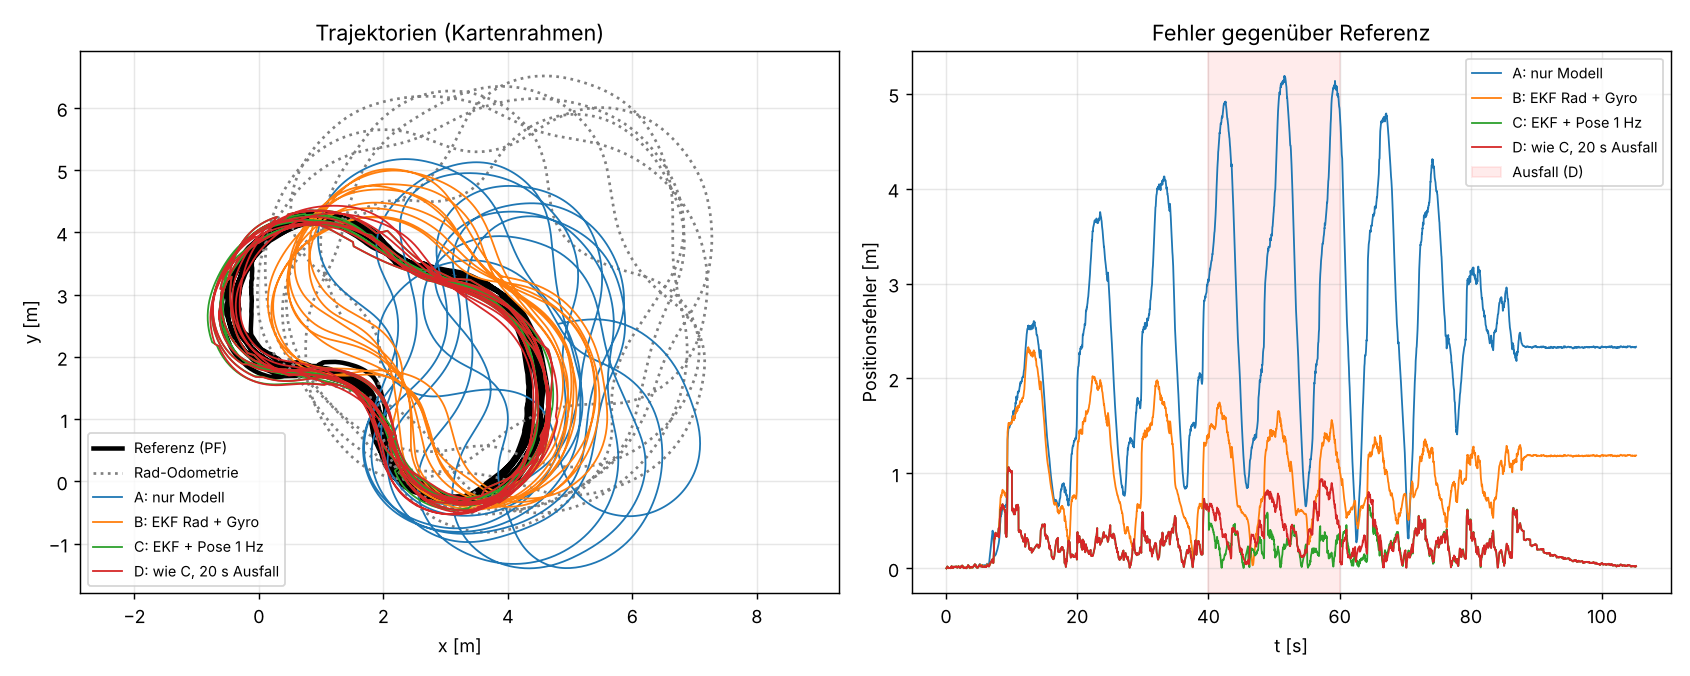 Trajektorien (Kartenrahmen)
6
5
4
3
2
1
0
−1
y [m]
Referenz (PF)
Rad-Odometrie
A: nur Modell
B: EKF Rad + Gyro
C: EKF + Pose 1 Hz
D: wie C, 20 s Ausfall
−2
0
2
4
6
8
x [m]
Fehler gegenüber Referenz
5
4
3
2
1
0
Positionsfehler [m]
A: nur Modell
B: EKF Rad + Gyro
C: EKF + Pose 1 Hz
D: wie C, 20 s Ausfall
Ausfall (D)
0
20
40
60
80
100
t [s]